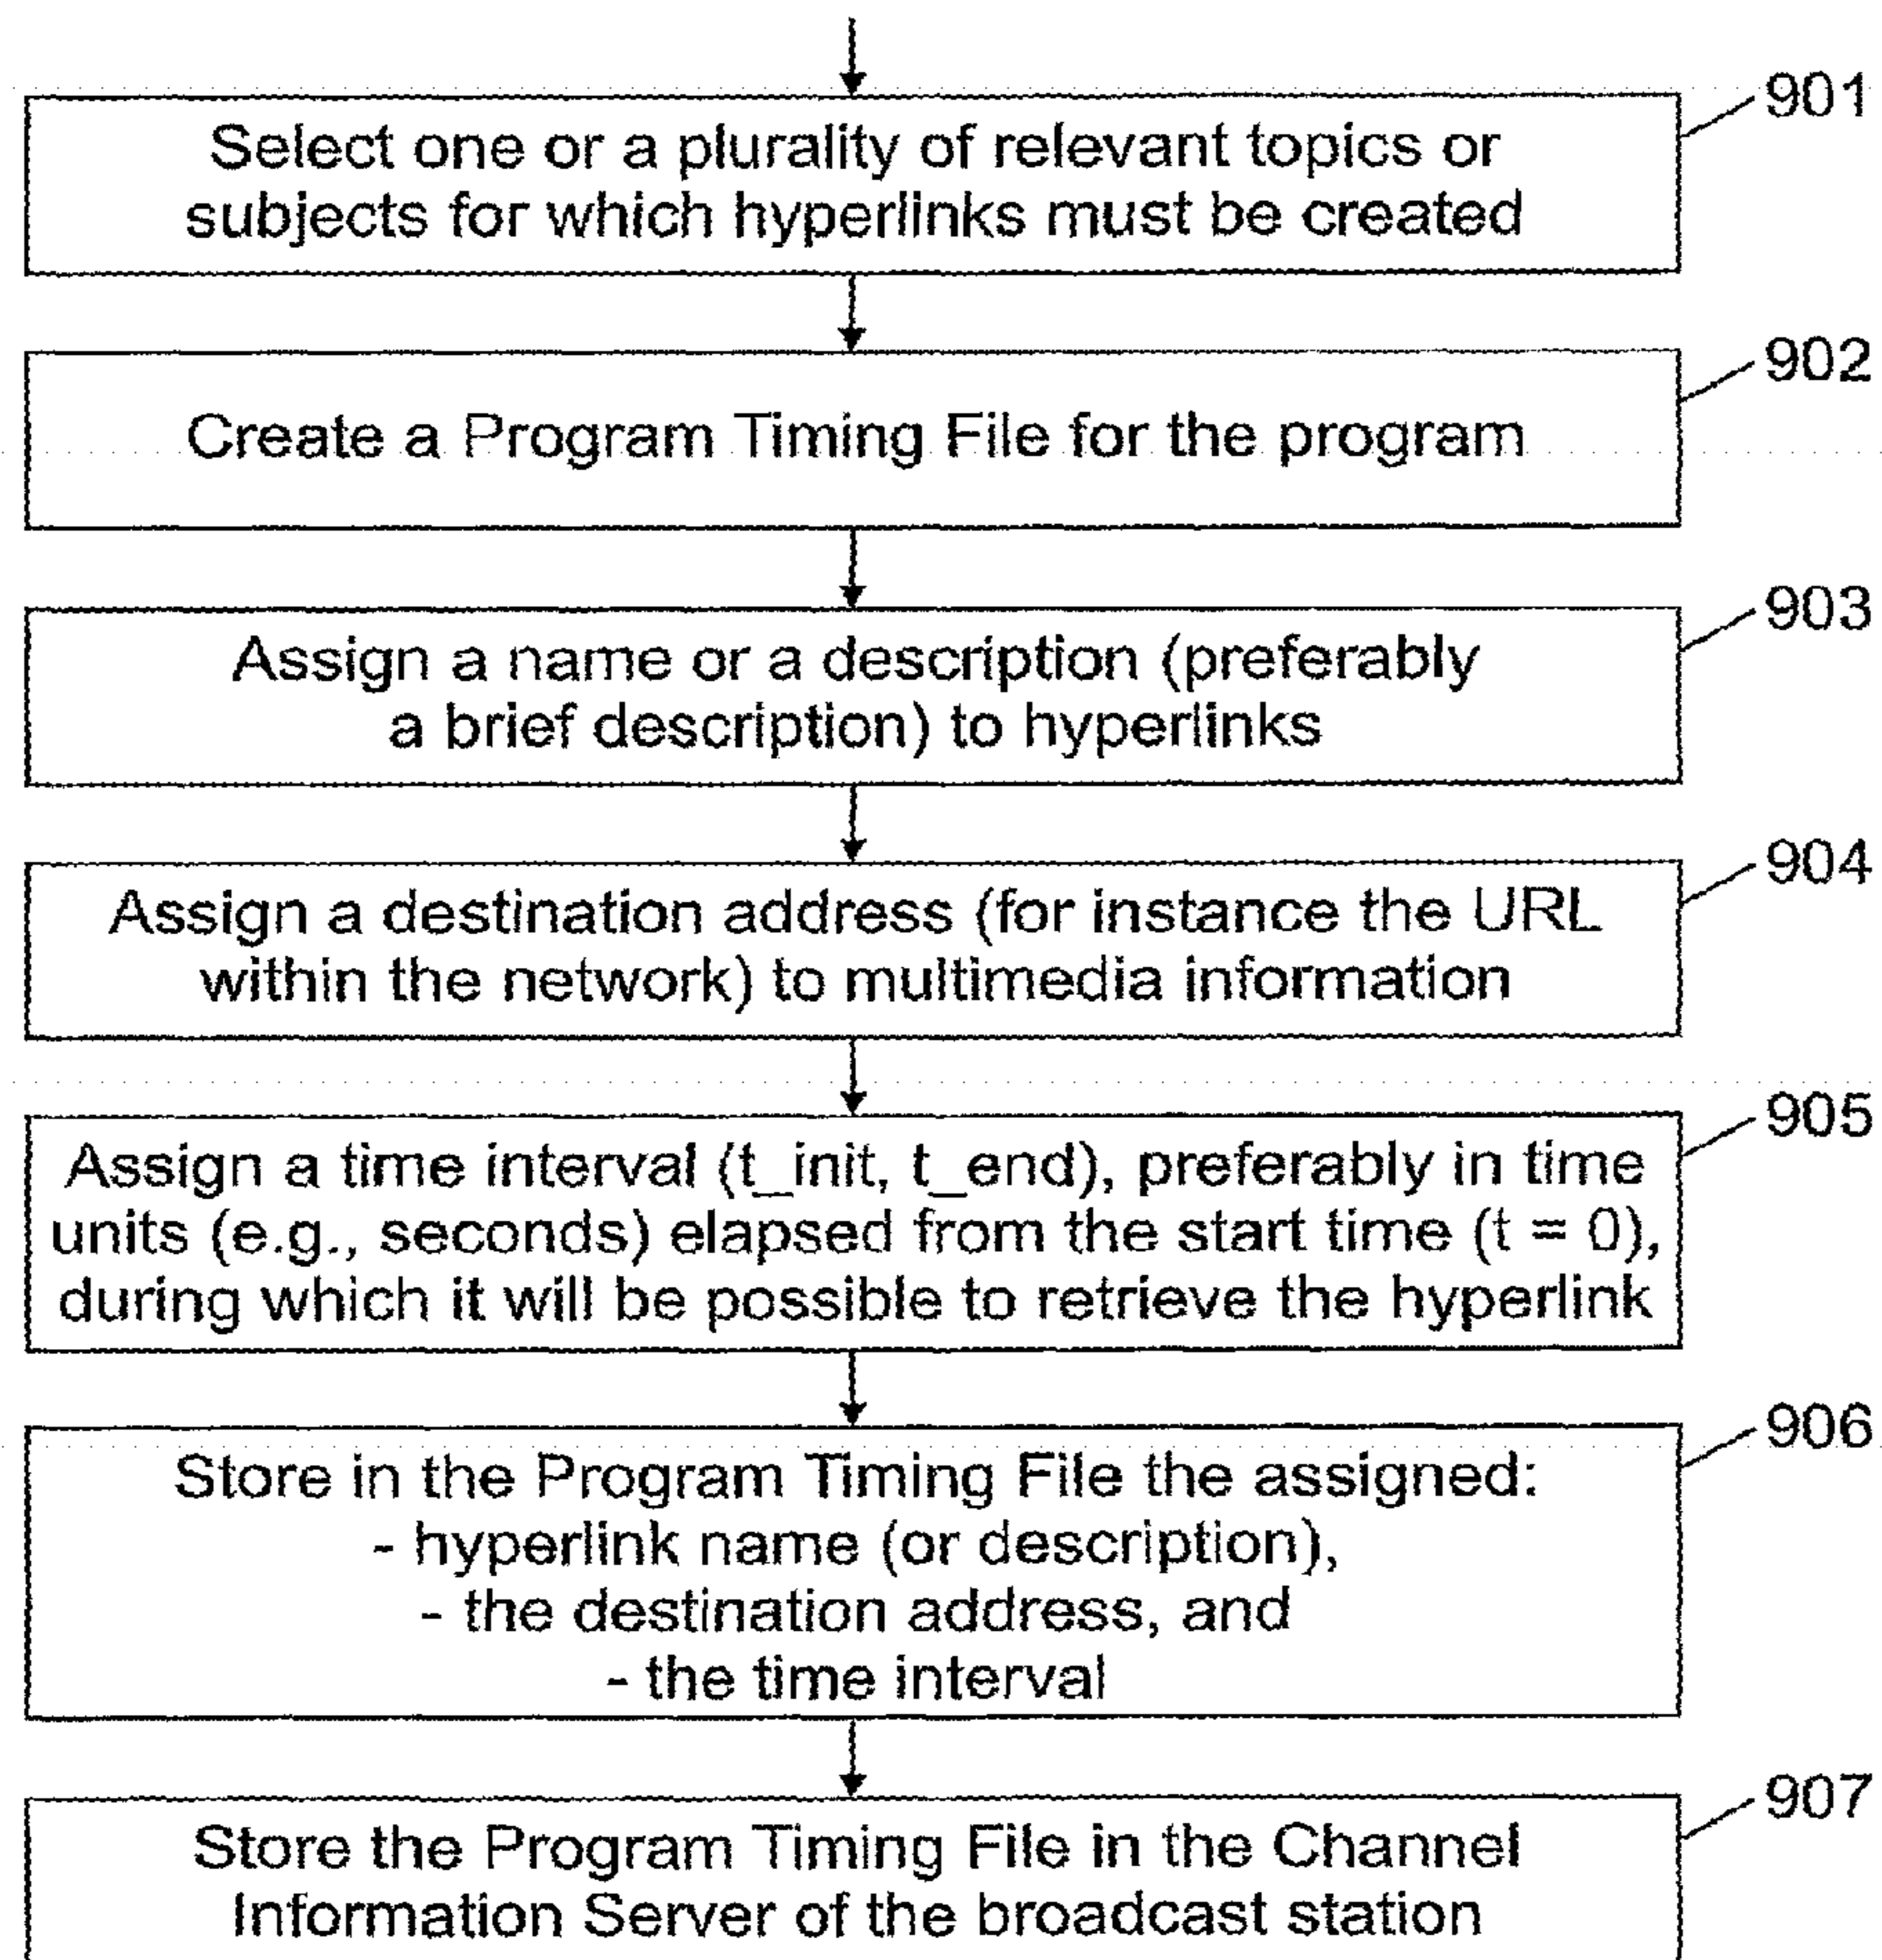 901
Select one or a plurality of relevant topics or
subjects for which hyperlinks must be created
902
Create a Program Timing File for the program
903
Assign a name or a description (preferably
a brief description) to hyperlinks
904
Assign a destination address (for instance the URL
within the network) to multimedia information
905
Assign a time interval (t_init, t_end), preferably in time
units (e.g., seconds) elapsed from the start time (t = 0),
during which it will be possible to retrieve the hyperlink
906
Store in the Program Timing File the assigned:
- hyperlink name (or description),
- the destination address, and
- the time interval
907
Store the Program Timing File in the Channel
Information Server of the broadcast station